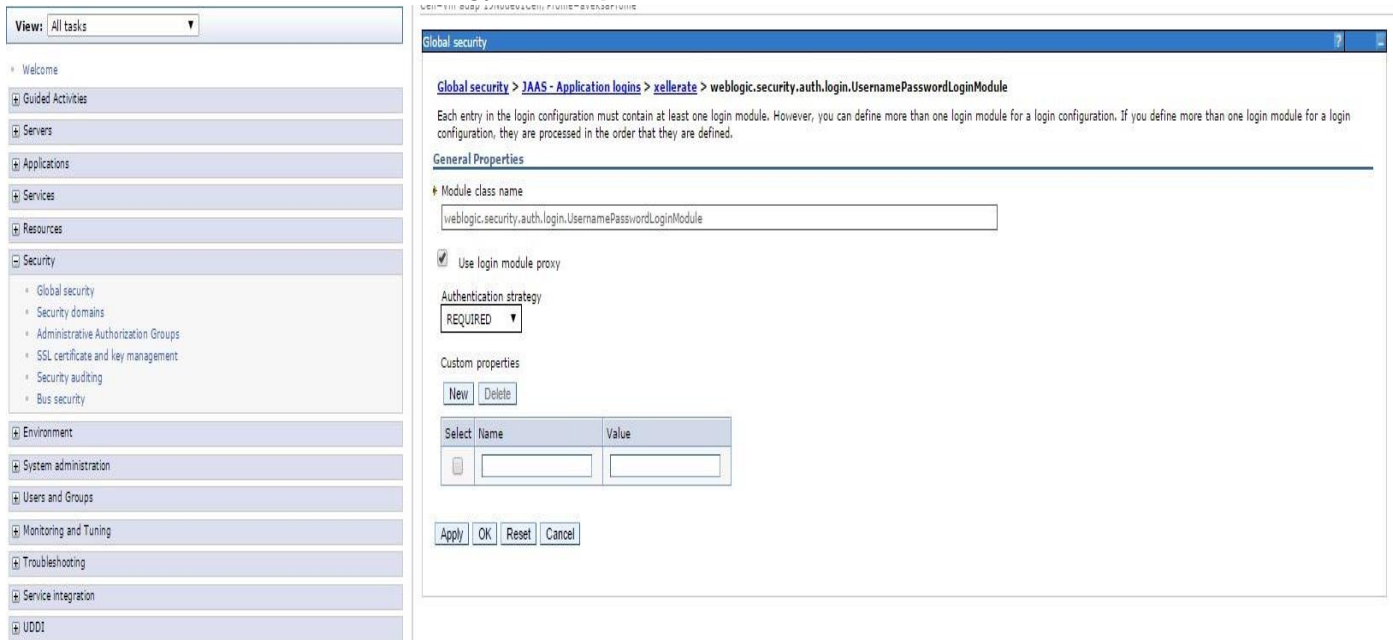 View: All tasks
Welcome
Guided Activities
Servers
Applications
Services
Resources
Security
Global security
Security domains
Administrative Authorization Groups
SSL certificate and key management
Security auditing
Bus security
Environment
System administration
Users and Groups
Monitoring and Tuning
Troubleshooting
Service integration
UDDI
Global security ? -
Global security > JAAS - Application logins > xellerate > weblogic.security.auth.login.UsernamePasswordLoginModule
Each entry in the login configuration must contain at least one login module. However, you can define more than one login module for a login configuration. If you define more than one login module for a login
configuration, they are processed in the order that they are defined.
General Properties
Module class name
weblogic.security.auth.login.UsernamePasswordLoginModule
Use login module proxy
Authentication strategy
REQUIRED
Custom properties
New Delete
Select Name Value
Apply OK Reset Cancel